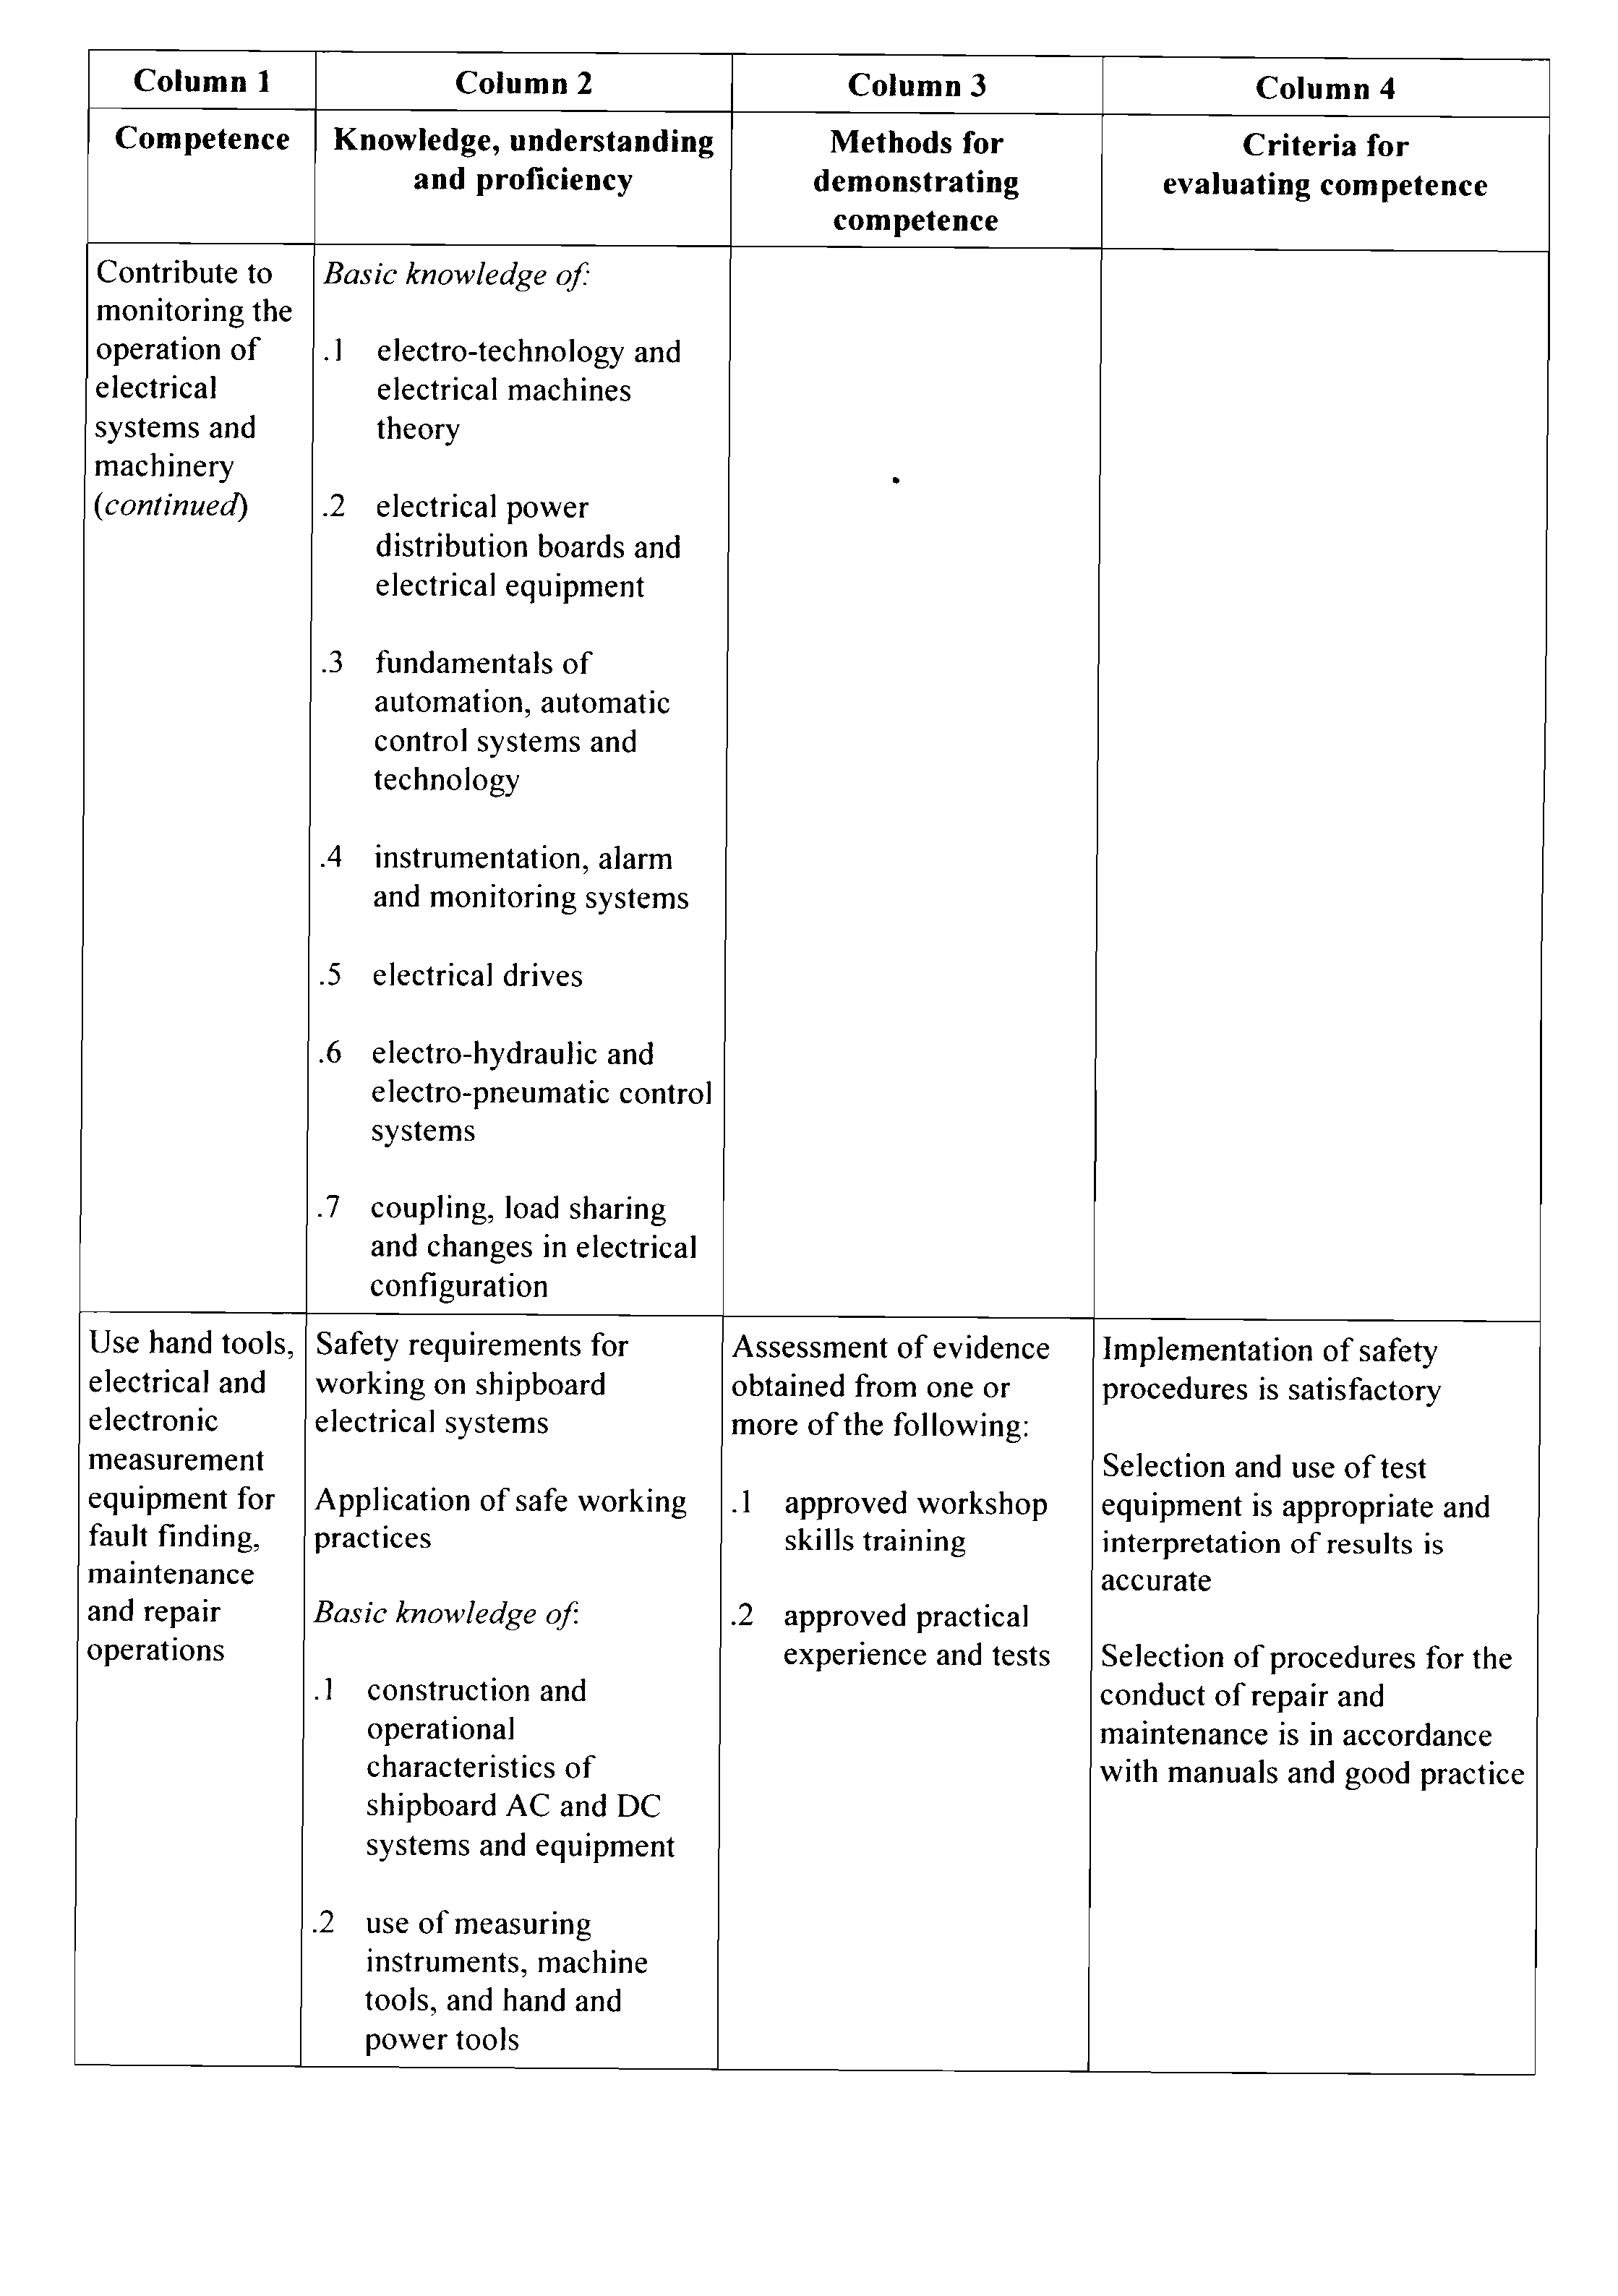 Column 1
Column 2
Column 3
Column 4
Competence
Knowledge, understanding
and proficiency
Methods for
demonstrating
competence
Criteria for
evaluating competence
Contribute to
monitoring the
operation of
electrical
systems and
machinery
(continued)
Basic knowledge of:
.1 electro-technology and
electrical machines
theory
.2 electrical power
distribution boards and
electrical equipment
.3 fundamentals of
automation, automatic
control systems and
technology
.4 instrumentation, alarm
and monitoring systems
.5 electrical drives
.6 electro-hydraulic and
electro-pneumatic control
systems
.7 coupling, load sharing
and changes in electrical
configuration
Use hand tools,
electrical and
electronic
measurement
equipment for
fault finding,
maintenance
and repair
operations
Safety requirements for
working on shipboard
electrical systems
Application of safe working
practices
Basic knowledge of:
.1 construction and
operational
characteristics of
shipboard AC and DC
systems and equipment
.2 use of measuring
instruments, machine
tools, and hand and
power tools
Assessment of evidence
obtained from one or
more of the following:
.1 approved workshop
skills training
.2 approved practical
experience and tests
Implementation of safety
procedures is satisfactory
Selection and use of test
equipment is appropriate and
interpretation of results is
accurate
Selection of procedures for the
conduct of repair and
maintenance is in accordance
with manuals and good practice